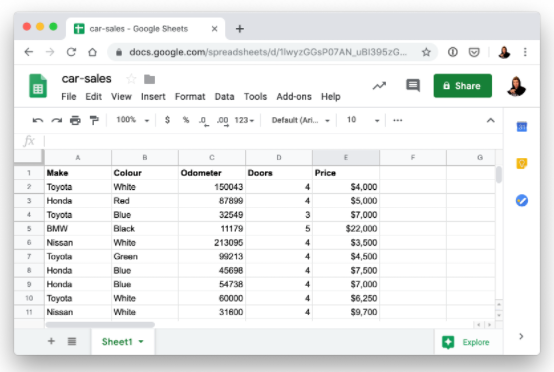 car-sales - Google Sheets
docs.google.com/spreadsheets/d/
car-sales
File Edit View Insert Format Data Tools Add-ons Help
Share
100% $ % .0 .00 123 Default (Ari... 10
fx
A B C D E F G
1 Make Colour Odometer Doors Price
2 Toyota White 150043 4 $4,000
3 Honda Red 87899 4 $5,000
4 Toyota Blue 32549 3 $7,000
5 BMW Black 11179 5 $22,000
6 Nissan White 213095 4 $3,500
7 Toyota Green 99213 4 $4,500
8 Honda Blue 45698 4 $7,500
9 Honda Blue 54738 4 $7,000
10 Toyota White 60000 4 $6,250
11 Nissan White 31600 4 $9,700
Sheet1
Explore